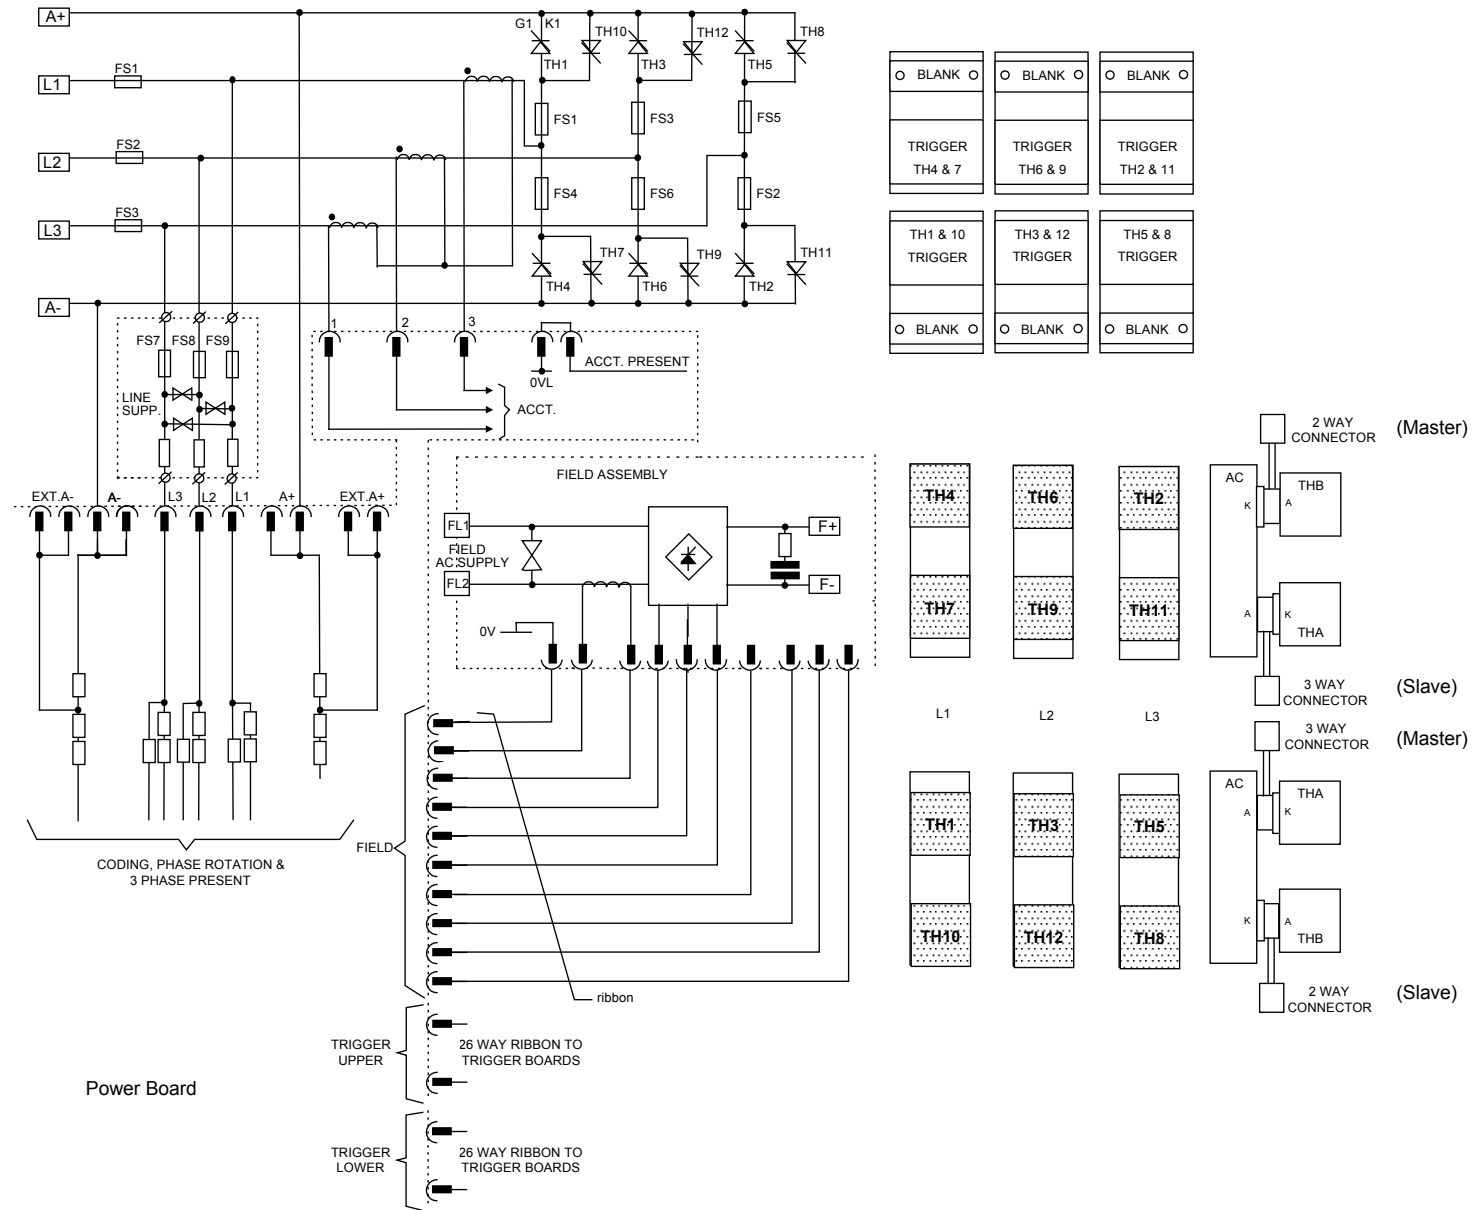 A+
L1
L2
L3
A-
FS1
FS2
FS3
G1
K1
TH1
TH10
TH3
TH12
TH5
TH8
FS1
FS3
FS5
FS4
FS6
FS2
TH4
TH7
TH6
TH9
TH2
TH11
BLANK
BLANK
BLANK
TRIGGER
TH4 & 7
TRIGGER
TH6 & 9
TRIGGER
TH2 & 11
TH1 & 10
TRIGGER
TH3 & 12
TRIGGER
TH5 & 8
TRIGGER
BLANK
BLANK
BLANK
FS7
FS8
FS9
LINE
SUPP.
1
2
3
0VL
ACCT. PRESENT
ACCT.
EXT.A-
A-
L3
L2
L1
A+
EXT.A+
CODING, PHASE ROTATION &
3 PHASE PRESENT
FIELD ASSEMBLY
FL1
FIELD
AC SUPPLY
FL2
F+
F-
0V
FIELD
ribbon
TRIGGER
UPPER
26 WAY RIBBON TO
TRIGGER BOARDS
TRIGGER
LOWER
26 WAY RIBBON TO
TRIGGER BOARDS
Power Board
TH4
TH6
TH2
TH7
TH9
TH11
L1
L2
L3
TH1
TH3
TH5
TH10
TH12
TH8
2 WAY
CONNECTOR
(Master)
AC
K
A
THB
A
K
THA
3 WAY
CONNECTOR
(Slave)
3 WAY
CONNECTOR
(Master)
AC
A
K
THA
K
A
THB
2 WAY
CONNECTOR
(Slave)